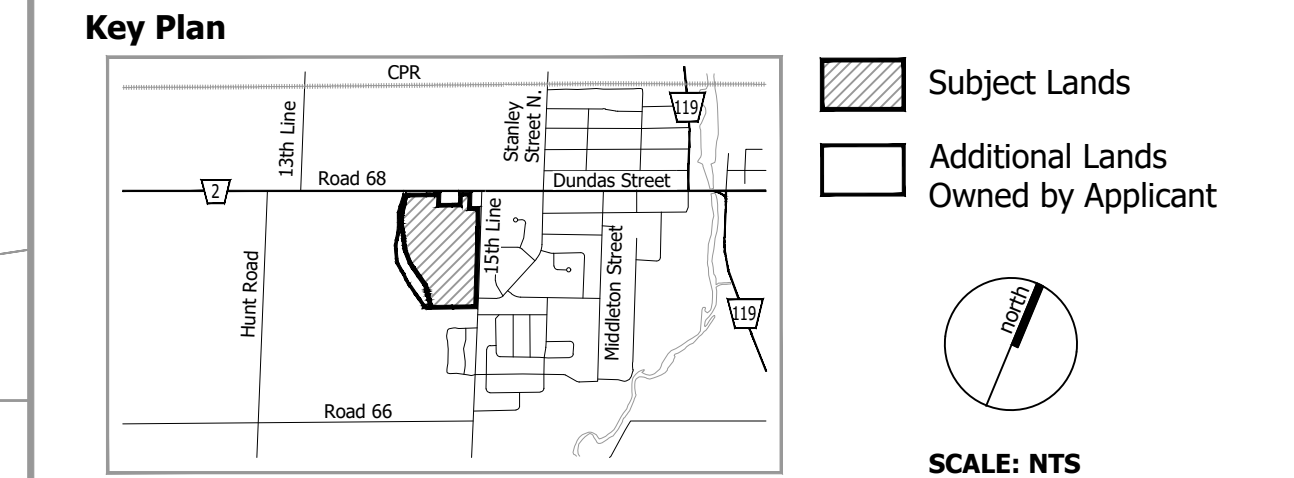 Key Plan
CPR
13th Line
Stanley
Street N.
119
Road 68
Dundas Street
2
15th Line
Hunt Road
Middleton Street
119
Road 66
Subject Lands
Additional Lands
Owned by Applicant
north
SCALE: NTS